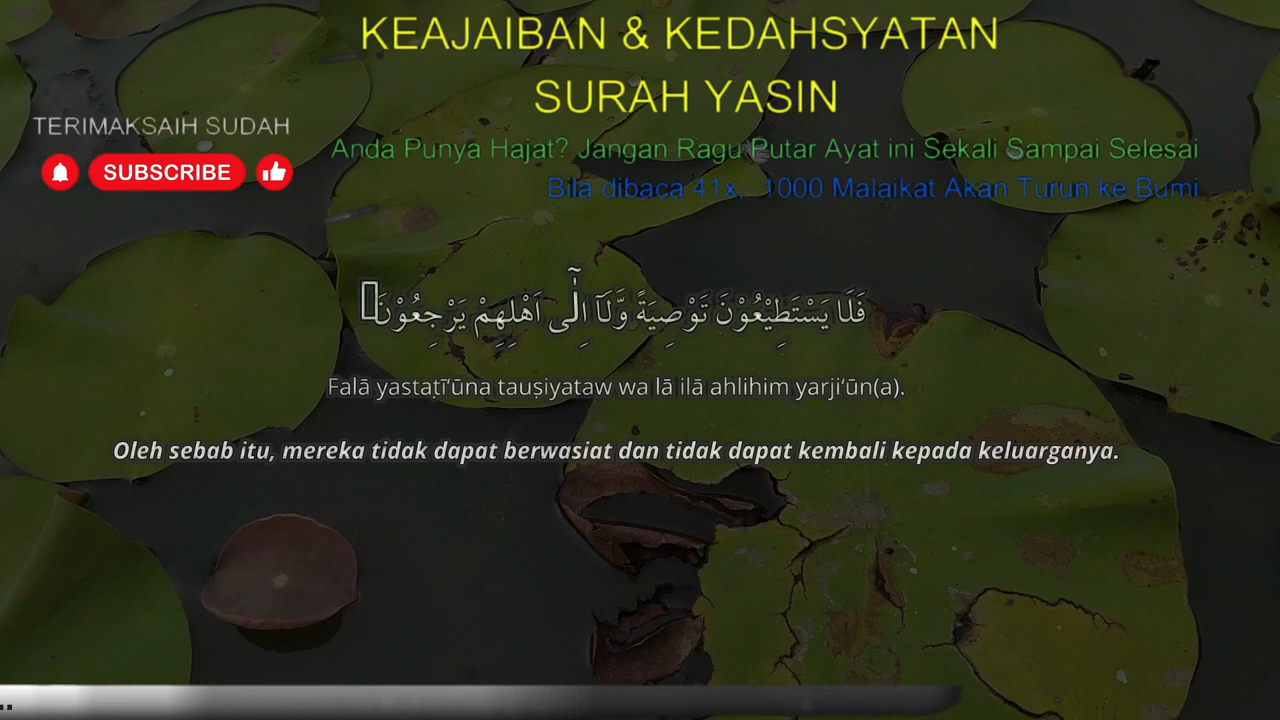 KEAJAIBAN & KEDAHSYATAN
SURAH YASIN
TERIMAKSAIH SUDAH
SUBSCRIBE
Anda Punya Hajat? Jangan Ragu Putar Ayat ini Sekali Sampai Selesai
Bila dibaca 41x, 1000 Malaikat Akan Turun ke Bumi
فَلَا يَسْتَطِيْعُوْنَ تَوْصِيَةً وَّلَآ اِلٰٓى اَهْلِهِمْ يَرْجِعُوْنَ
Falā yastaṭī‘ūna tauṣiyataw wa lā ilā ahlihim yarji‘ūn(a).
Oleh sebab itu, mereka tidak dapat berwasiat dan tidak dapat kembali kepada keluarganya.
..